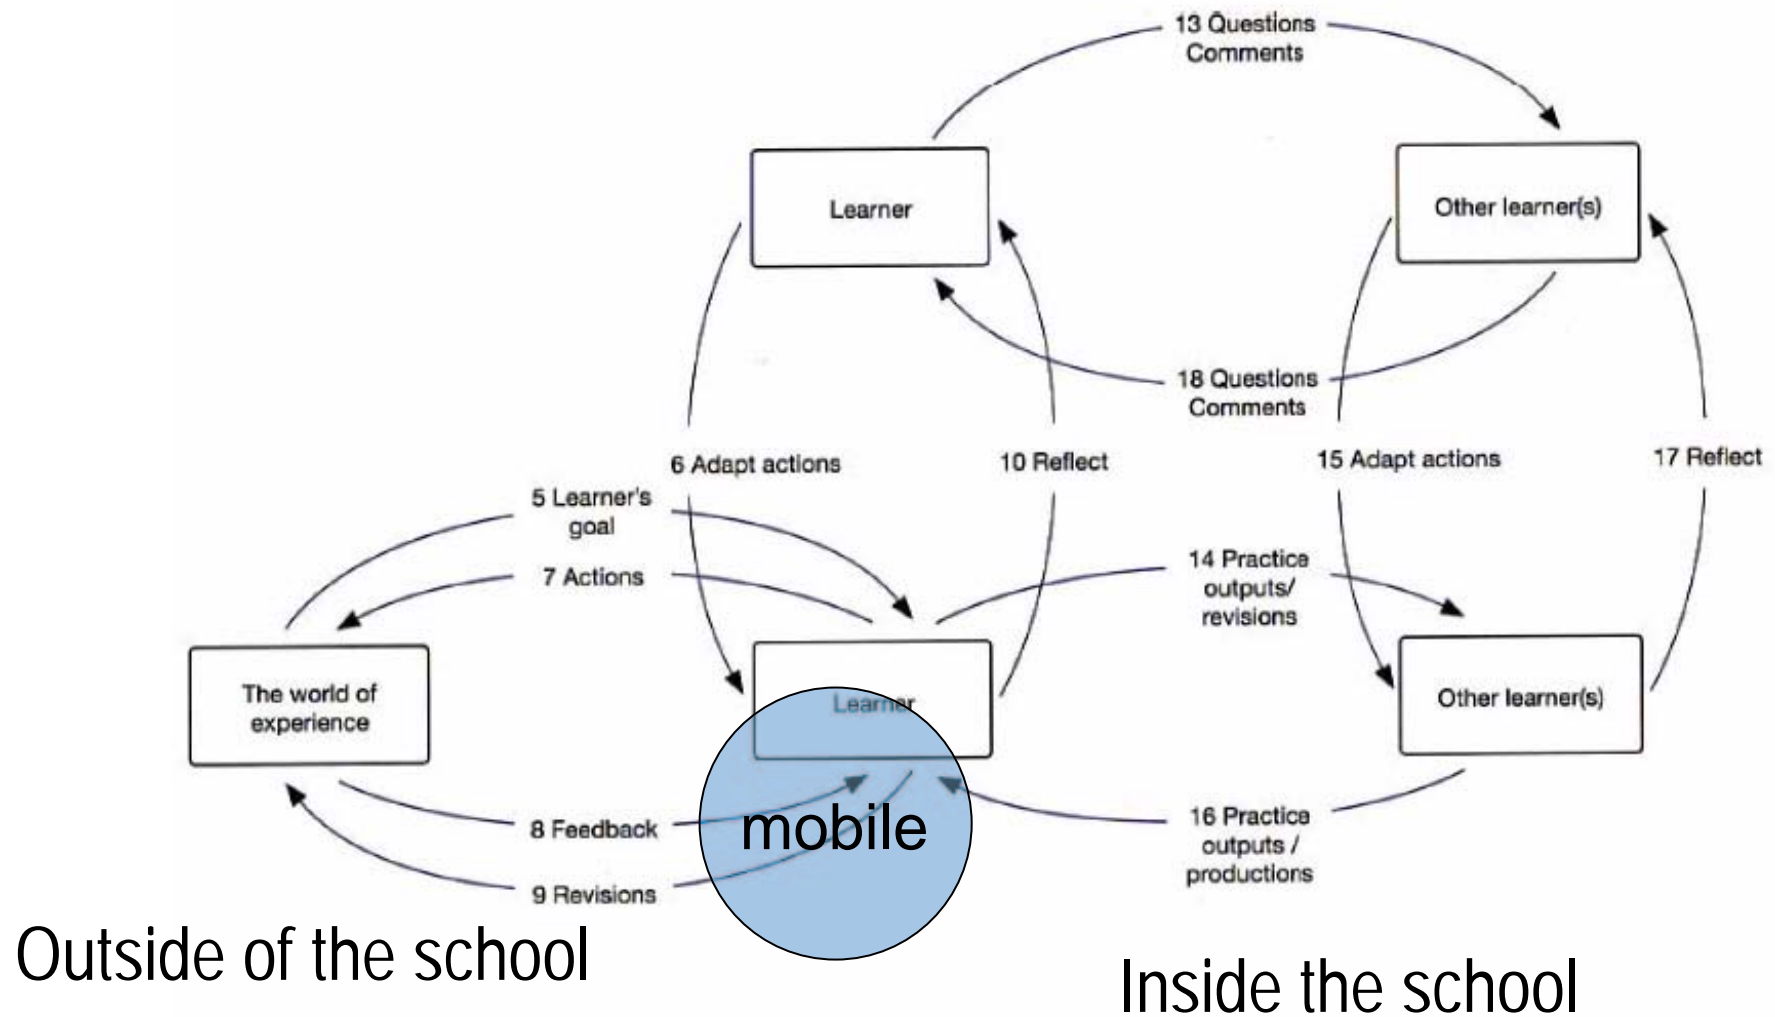 13 Questions
Comments
Learner
Other learner(s)
18 Questions
Comments
6 Adapt actions
10 Reflect
15 Adapt actions
17 Reflect
5 Learner's
goal
7 Actions
14 Practice
outputs/
revisions
The world of
experience
Learner
Other learner(s)
mobile
8 Feedback
9 Revisions
16 Practice
outputs /
productions
Outside of the school
Inside the school